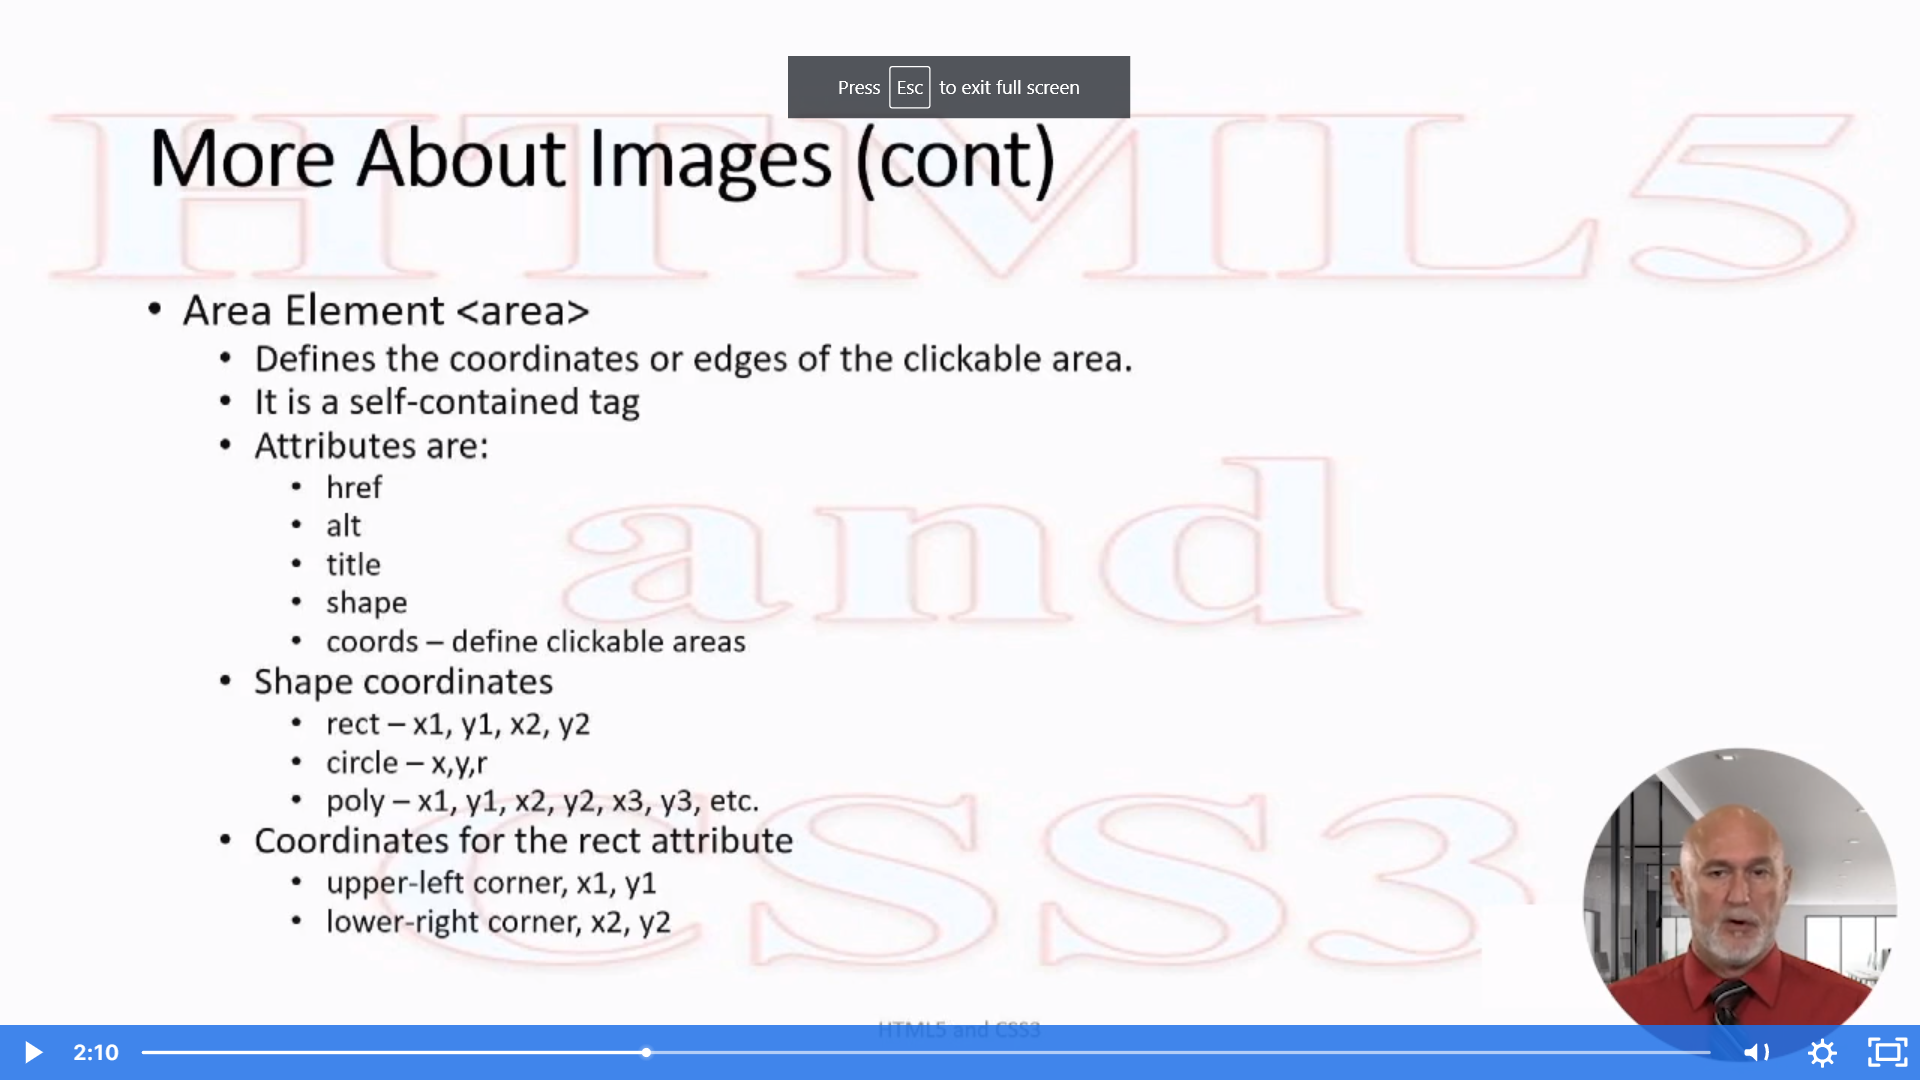 Press Esc to exit full screen
HTML5
More About Images (cont)
• Area Element <area>
• Defines the coordinates or edges of the clickable area.
• It is a self-contained tag
• Attributes are:
• href
• alt
• title
• shape
• coords – define clickable areas
and
• Shape coordinates
• rect – x1, y1, x2, y2
• circle – x,y,r
• poly – x1, y1, x2, y2, x3, y3, etc.
• Coordinates for the rect attribute
• upper-left corner, x1, y1
• lower-right corner, x2, y2
CSS3
HTML5 and CSS3
2:10